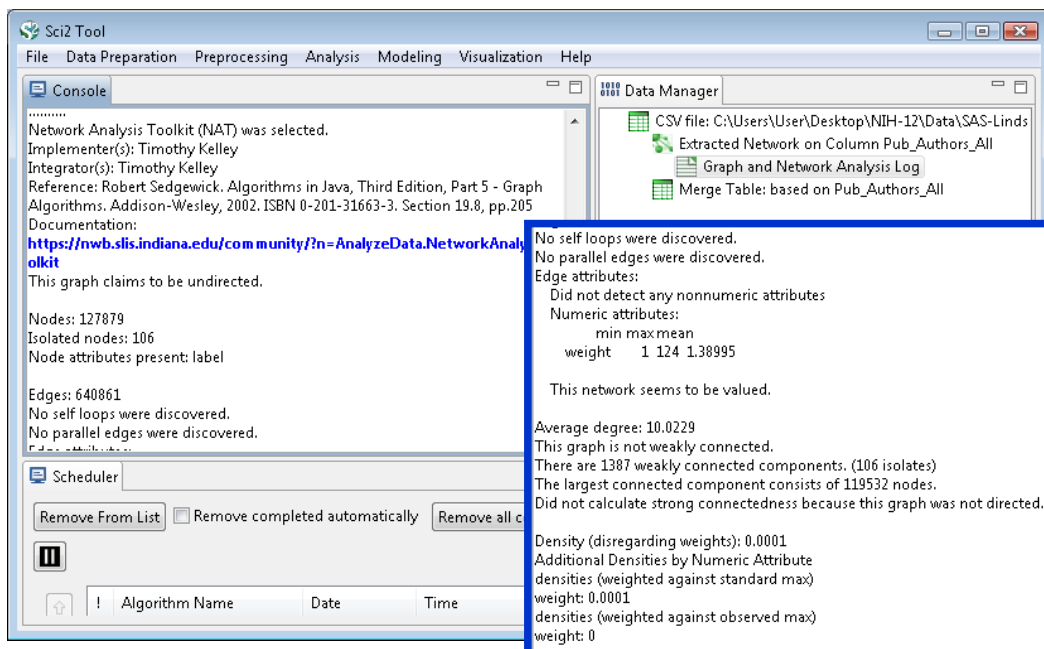 Sci2 Tool
File Data Preparation Preprocessing Analysis Modeling Visualization Help
Console
..........
Network Analysis Toolkit (NAT) was selected.
Implementer(s): Timothy Kelley
Integrator(s): Timothy Kelley
Reference: Robert Sedgewick. Algorithms in Java, Third Edition, Part 5 - Graph
Algorithms. Addison-Wesley, 2002. ISBN 0-201-31663-3. Section 19.8, pp.205
Documentation:
https://nwb.slis.indiana.edu/community/?n=AnalyzeData.NetworkAnaly
olkit
This graph claims to be undirected.
Nodes: 127879
Isolated nodes: 106
Node attributes present: label
Edges: 640861
No self loops were discovered.
No parallel edges were discovered.
Data Manager
CSV file: C:\Users\User\Desktop\NIH-12\Data\SAS-Linds
Extracted Network on Column Pub_Authors_All
Graph and Network Analysis Log
Merge Table: based on Pub_Authors_All
Scheduler
Remove From List Remove completed automatically Remove all c
! Algorithm Name Date Time
No self loops were discovered.
No parallel edges were discovered.
Edge attributes:
Did not detect any nonnumeric attributes
Numeric attributes:
min max mean
weight 1 124 1.38995
This network seems to be valued.
Average degree: 10.0229
This graph is not weakly connected.
There are 1387 weakly connected components. (106 isolates)
The largest connected component consists of 119532 nodes.
Did not calculate strong connectedness because this graph was not directed.
Density (disregarding weights): 0.0001
Additional Densities by Numeric Attribute
densities (weighted against standard max)
weight: 0.0001
densities (weighted against observed max)
weight: 0